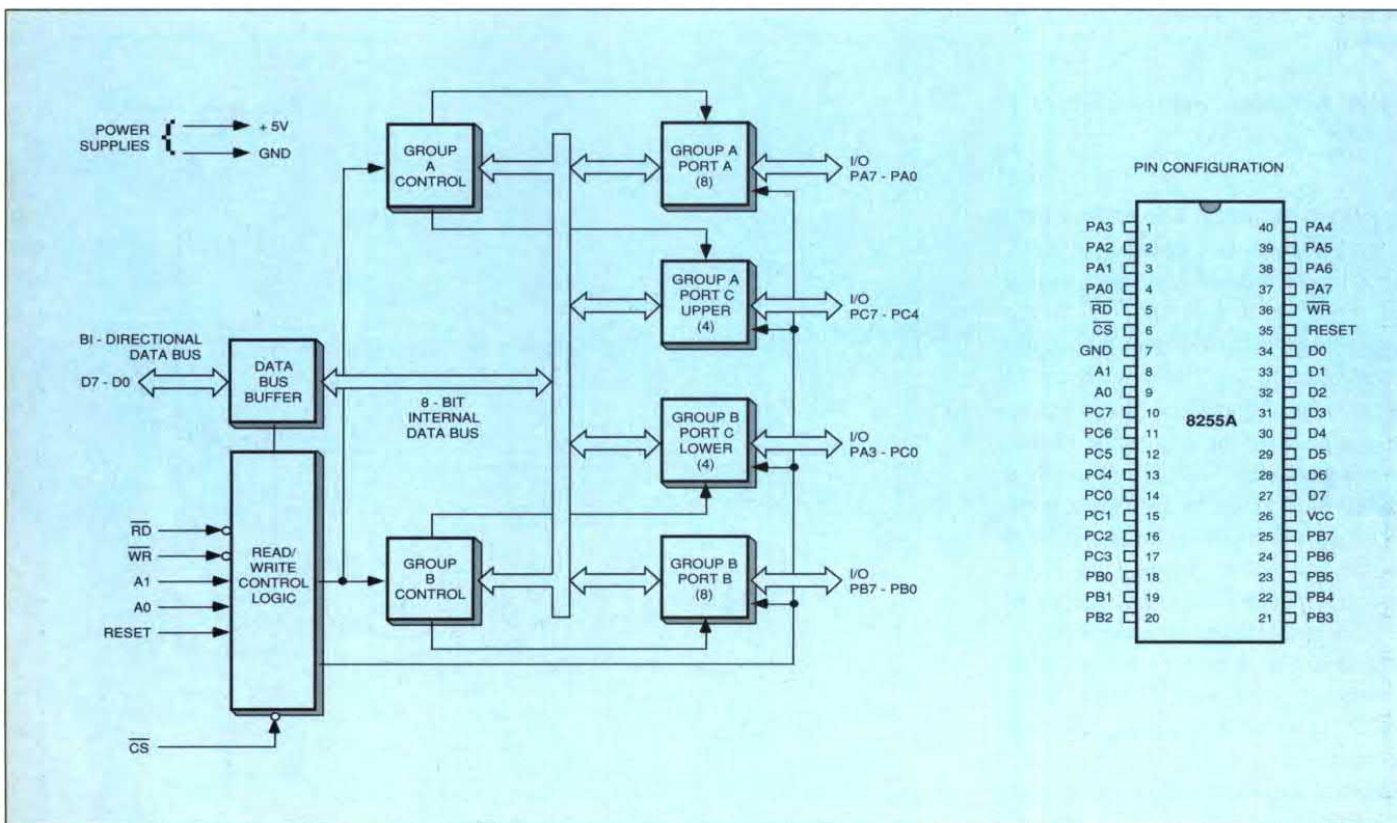 POWER
SUPPLIES
+ 5V
GND
GROUP
A
CONTROL
GROUP A
PORT A
(8)
I/O
PA7 - PA0
GROUP A
PORT C
UPPER
(4)
I/O
PC7 - PC4
BI - DIRECTIONAL
DATA BUS
D7 - D0
DATA
BUS
BUFFER
8 - BIT
INTERNAL
DATA BUS
GROUP B
PORT C
LOWER
(4)
I/O
PA3 - PC0
RD
WR
A1
A0
RESET
READ/
WRITE
CONTROL
LOGIC
GROUP
B
CONTROL
GROUP B
PORT B
(8)
I/O
PB7 - PB0
CS
PIN CONFIGURATION
PA3 1 40 PA4
PA2 2 39 PA5
PA1 3 38 PA6
PA0 4 37 PA7
RD 5 36 WR
CS 6 35 RESET
GND 7 34 D0
A1 8 33 D1
A0 9 32 D2
PC7 10 31 D3
PC6 11 30 D4
PC5 12 29 D5
PC4 13 28 D6
PC0 14 27 D7
PC1 15 26 VCC
PC2 16 25 PB7
PC3 17 24 PB6
PB0 18 23 PB5
PB1 19 22 PB4
PB2 20 21 PB3
8255A